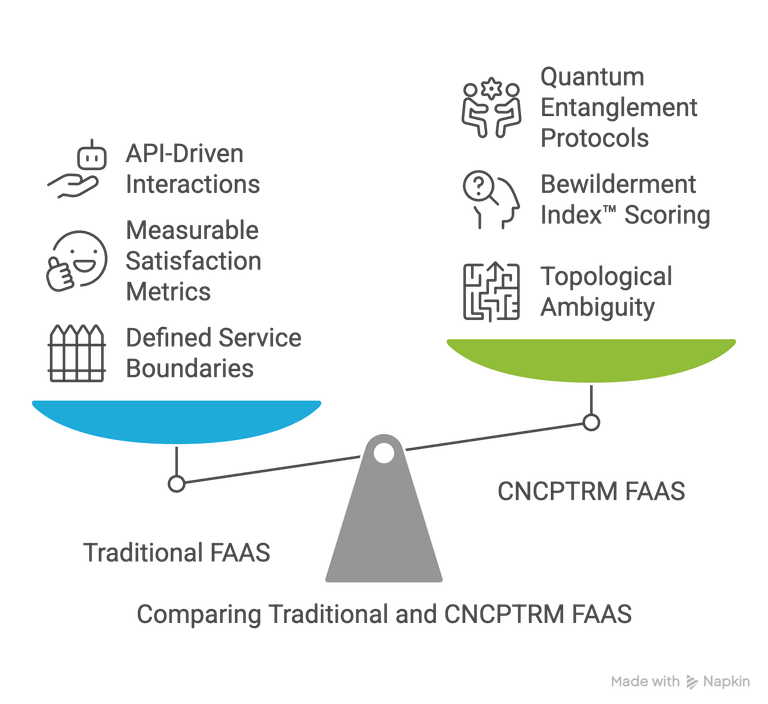 API-Driven
Interactions
Measurable
Satisfaction
Metrics
Defined Service
Boundaries
Quantum
Entanglement
Protocols
?
Bewilderment
Index™ Scoring
Topological
Ambiguity
Traditional FAAS
CNCPTRM FAAS
Comparing Traditional and CNCPTRM FAAS
Made with Napkin